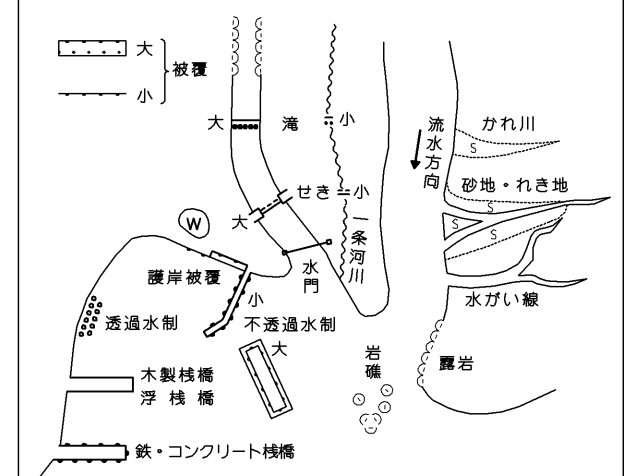 大
被覆
小
大 滝 小
流水方向
かれ川
S
砂地・れき地
S
S
S
せき 小
大
一条河川
W
水門
護岸被覆
小
水がい線
透過水制
不透過水制
大
岩礁
露岩
木製桟橋
浮桟橋
鉄・コンクリート桟橋